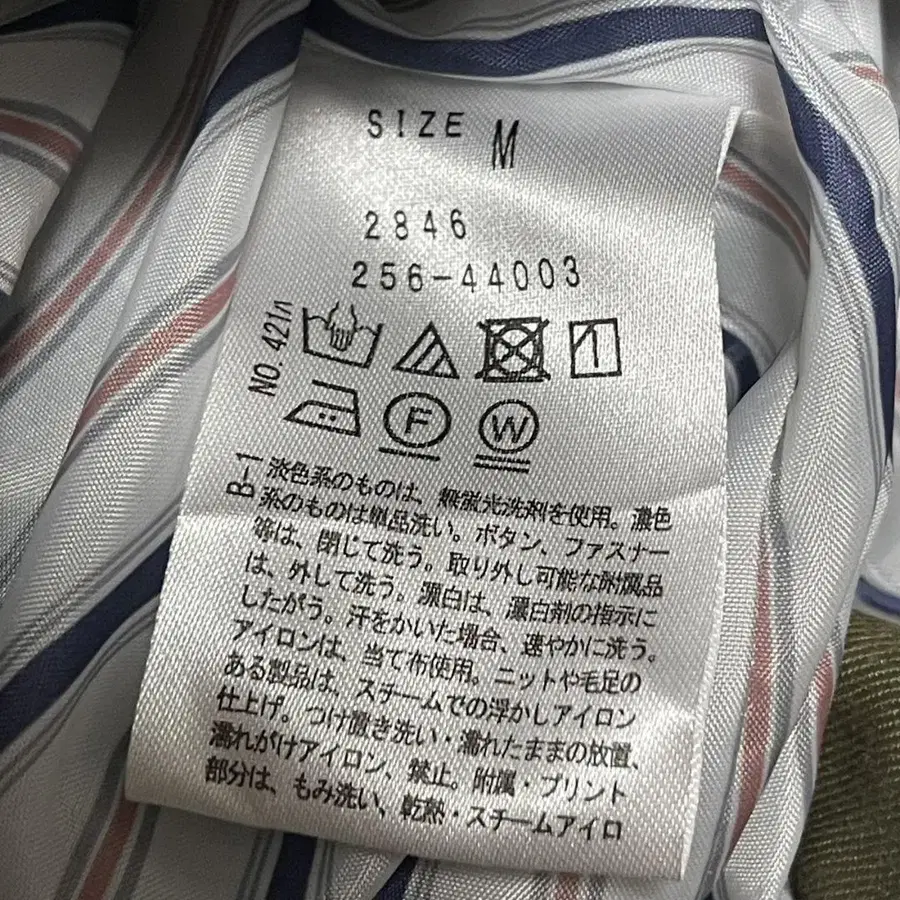 SIZE M
2846
256-44003
NO. 421/1
F W
B-1
淡色系のものは、無蛍光洗剤を使用。濃色
系のものは単品洗い。ボタン、ファスナー
等は、閉じて洗う。取り外し可能な附属品
は、外して洗う。漂白は、漂白剤の指示に
したがう。汗をかいた場合、速やかに洗う。
アイロンは、当て布使用。ニットや毛足の
ある製品は、スチームでの浮かしアイロン
仕上げ。つけ置き洗い・濡れたままの放置、
濡れがけアイロン、禁止。附属・プリント
部分は、もみ洗い、乾熱・スチームアイロ